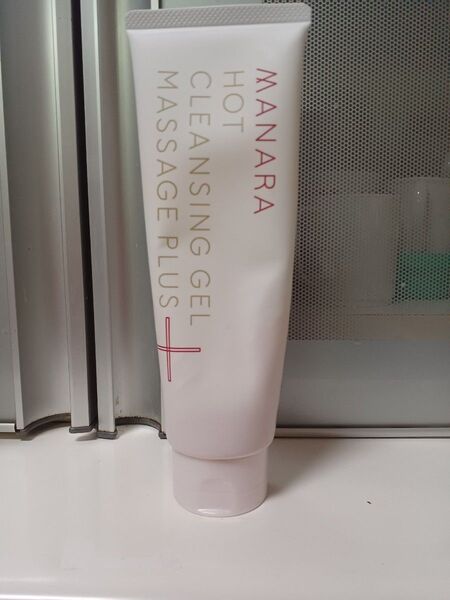 MANARA
HOT
CLEANSING GEL
MASSAGE PLUS